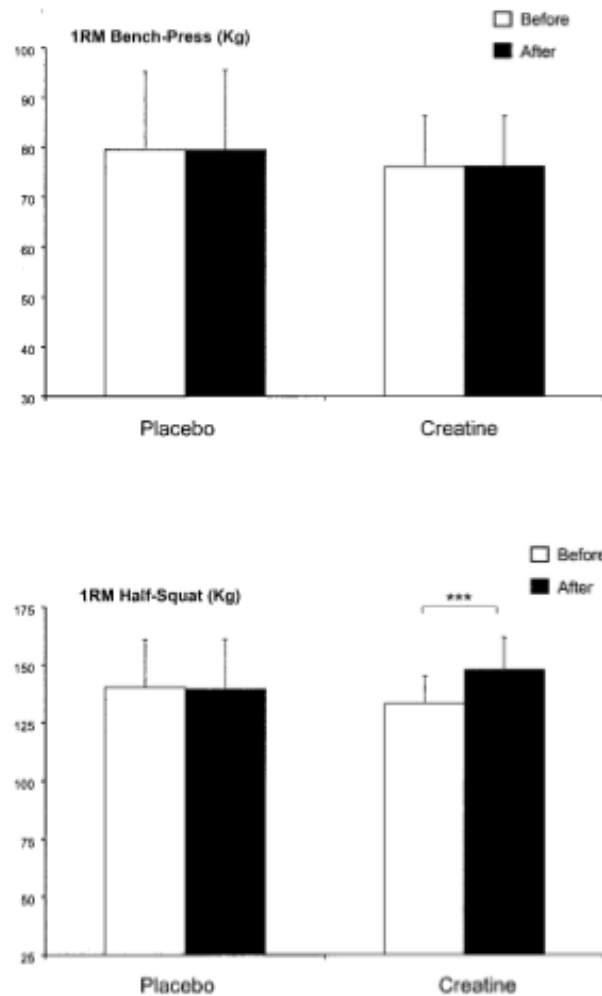 Before
1RM Bench-Press (Kg)
After
100
90
80
70
60
50
40
30
Placebo
Creatine
Before
1RM Half-Squat (Kg)
After
175
***
150
125
100
75
50
25
Placebo
Creatine